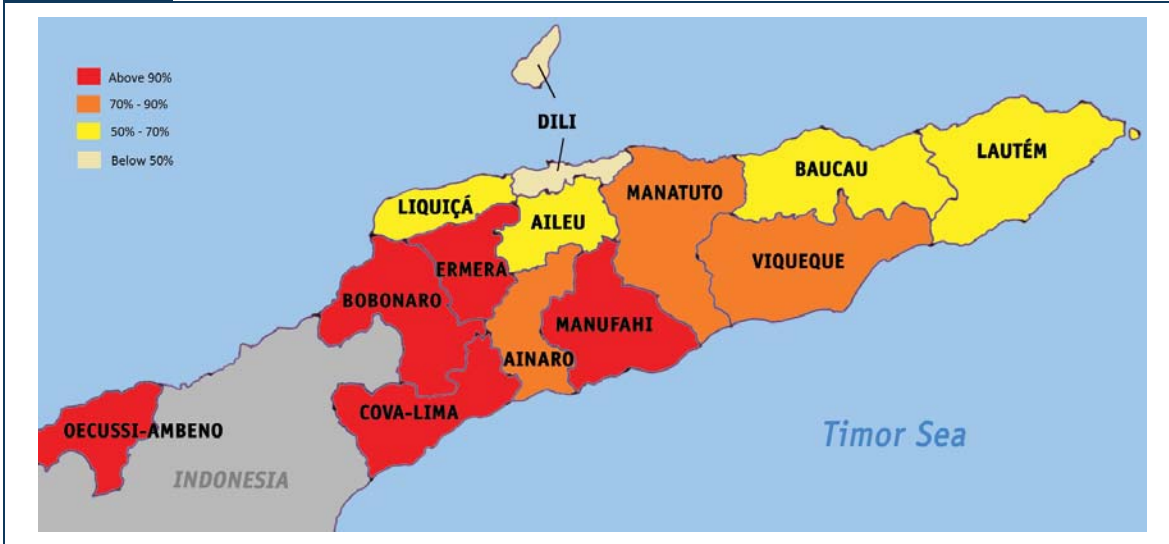 Above 90%
70% - 90%
50% - 70%
Below 50%
DILI
LAUTÉM
BAUCAU
MANATUTO
LIQUIÇÁ
AILEU
VIQUEQUE
ERMERA
BOBONARO
MANUFAHI
AINARO
COVA-LIMA
OECUSSI-AMBENO
Timor Sea
INDONESIA